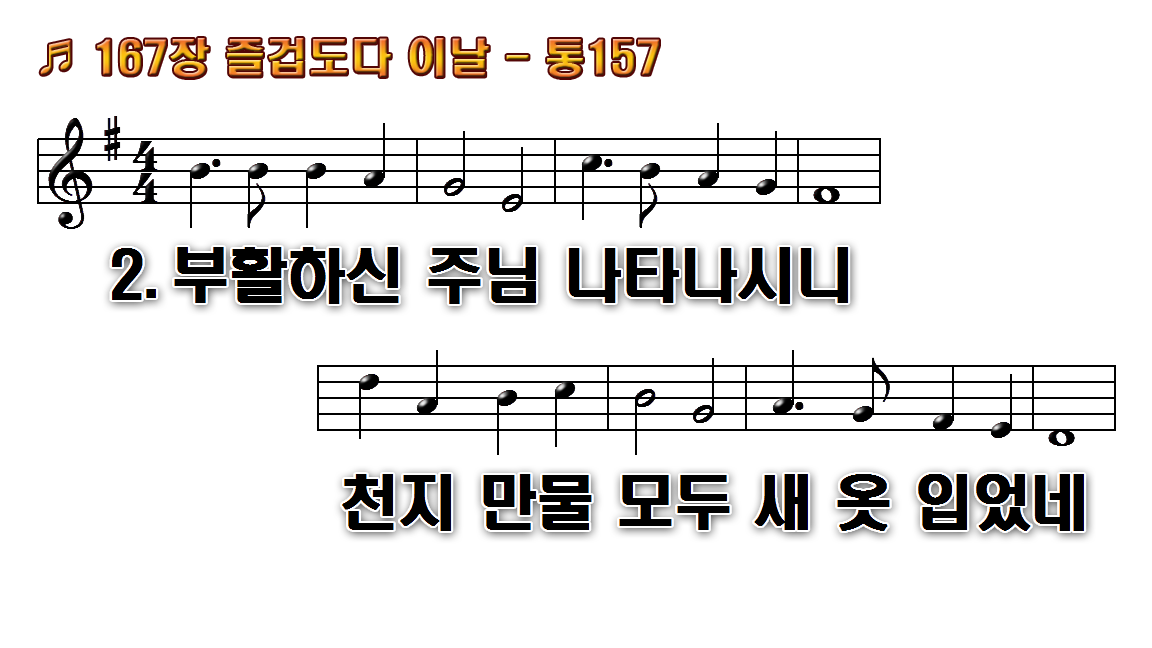 ♬ 167장 즐겁도다 이날 - 통157
2. 부활하신 주님 나타나시니
천지 만물 모두 새 옷 입었네